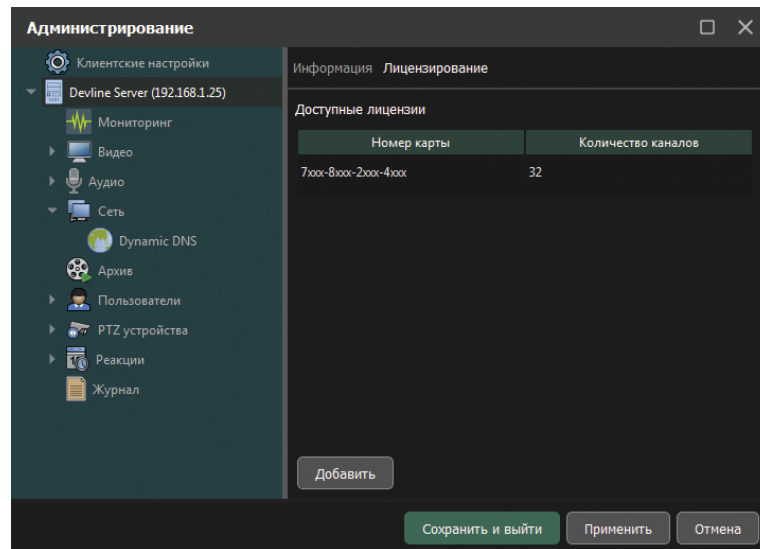 Администрирование
Клиентские настройки
Devline Server (192.168.1.25)
Мониторинг
Видео
Аудио
Сеть
Dynamic DNS
Архив
Пользователи
PTZ устройства
Реакции
Журнал
Информация Лицензирование
Доступные лицензии
Номер карты Количество каналов
7xxx-8xxx-2xxx-4xxx 32
Добавить
Сохранить и выйти Применить Отмена